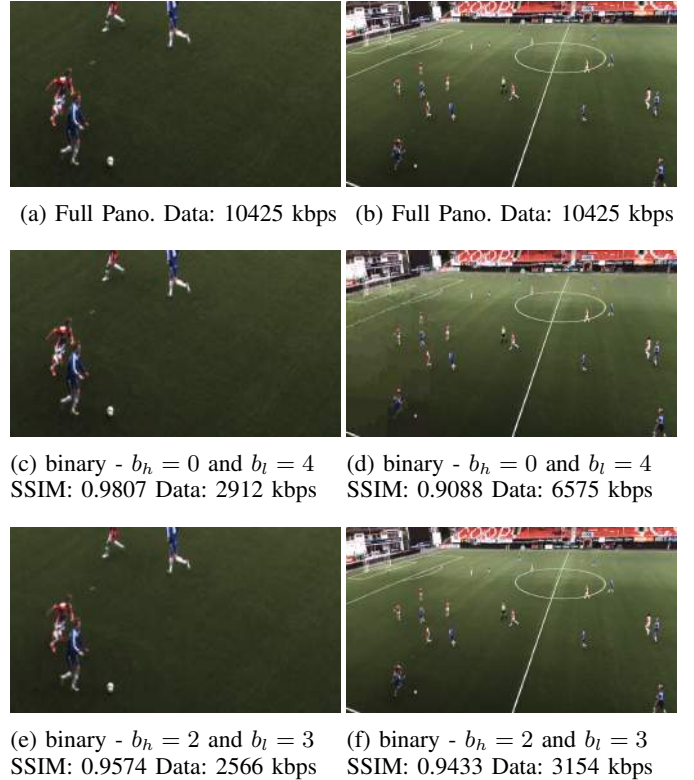 COOP
(a) Full Pano. Data: 10425 kbps
(b) Full Pano. Data: 10425 kbps
COOP
(c) binary - $b_h = 0$ and $b_l = 4$
SSIM: 0.9807 Data: 2912 kbps
(d) binary - $b_h = 0$ and $b_l = 4$
SSIM: 0.9088 Data: 6575 kbps
COOP
(e) binary - $b_h = 2$ and $b_l = 3$
SSIM: 0.9574 Data: 2566 kbps
(f) binary - $b_h = 2$ and $b_l = 3$
SSIM: 0.9433 Data: 3154 kbps